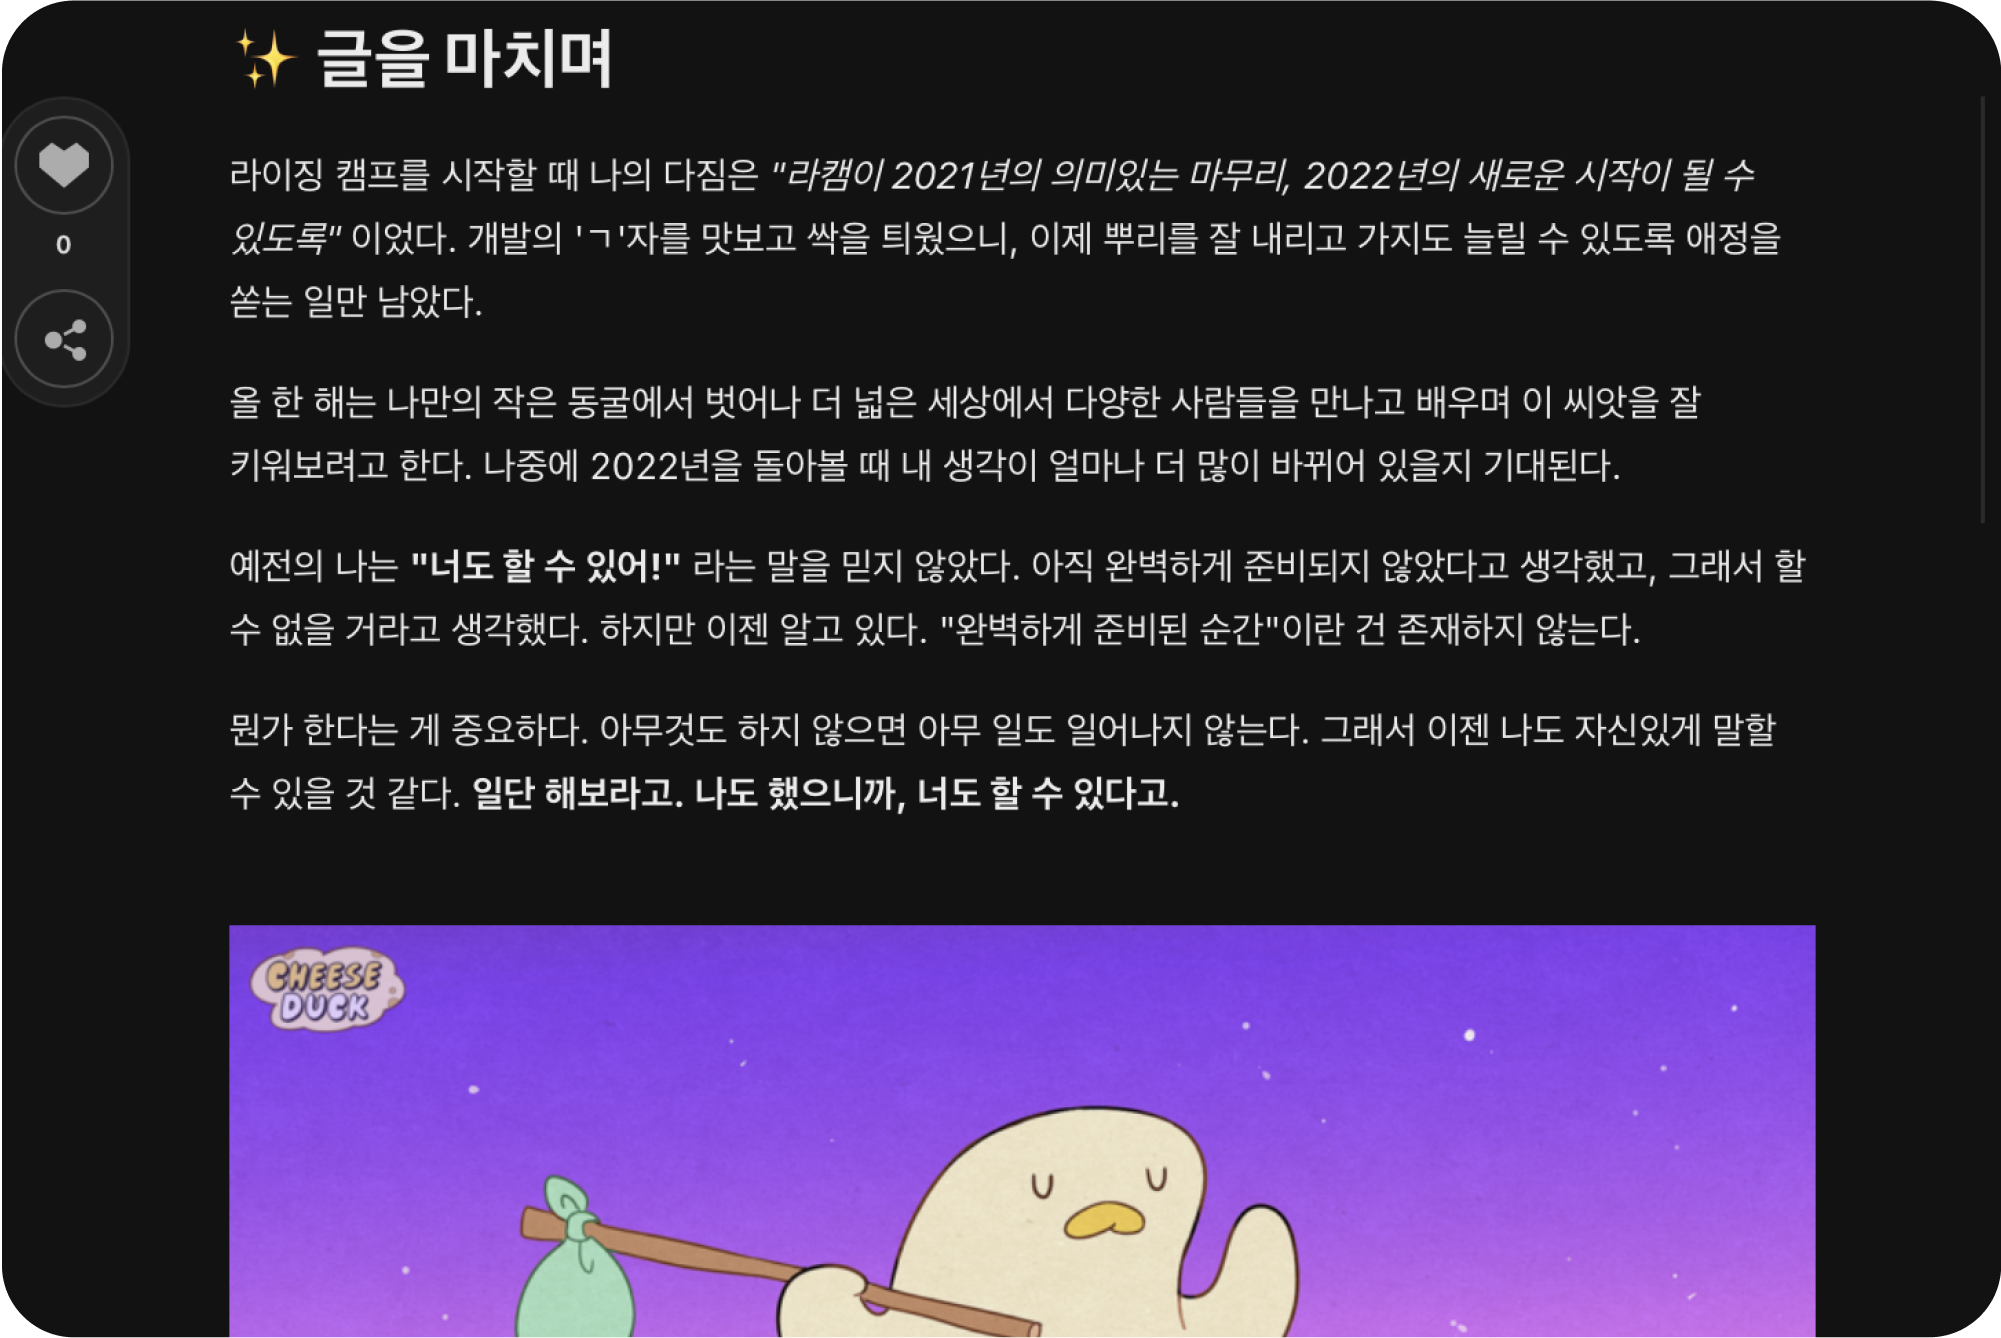 ✨ 글을 마치며
라이징 캠프를 시작할 때 나의 다짐은 "라캠이 2021년의 의미있는 마무리, 2022년의 새로운 시작이 될 수
있도록" 이었다. 개발의 'ㄱ'자를 맛보고 싹을 틔웠으니, 이제 뿌리를 잘 내리고 가지도 늘릴 수 있도록 애정을
쏟는 일만 남았다.
0
올 한 해는 나만의 작은 동굴에서 벗어나 더 넓은 세상에서 다양한 사람들을 만나고 배우며 이 씨앗을 잘
키워보려고 한다. 나중에 2022년을 돌아볼 때 내 생각이 얼마나 더 많이 바뀌어 있을지 기대된다.
예전의 나는 "너도 할 수 있어!" 라는 말을 믿지 않았다. 아직 완벽하게 준비되지 않았다고 생각했고, 그래서 할
수 없을 거라고 생각했다. 하지만 이젠 알고 있다. "완벽하게 준비된 순간"이란 건 존재하지 않는다.
뭔가 한다는 게 중요하다. 아무것도 하지 않으면 아무 일도 일어나지 않는다. 그래서 이젠 나도 자신있게 말할
수 있을 것 같다. 일단 해보라고. 나도 했으니까, 너도 할 수 있다고.
CHEESE
DUCK